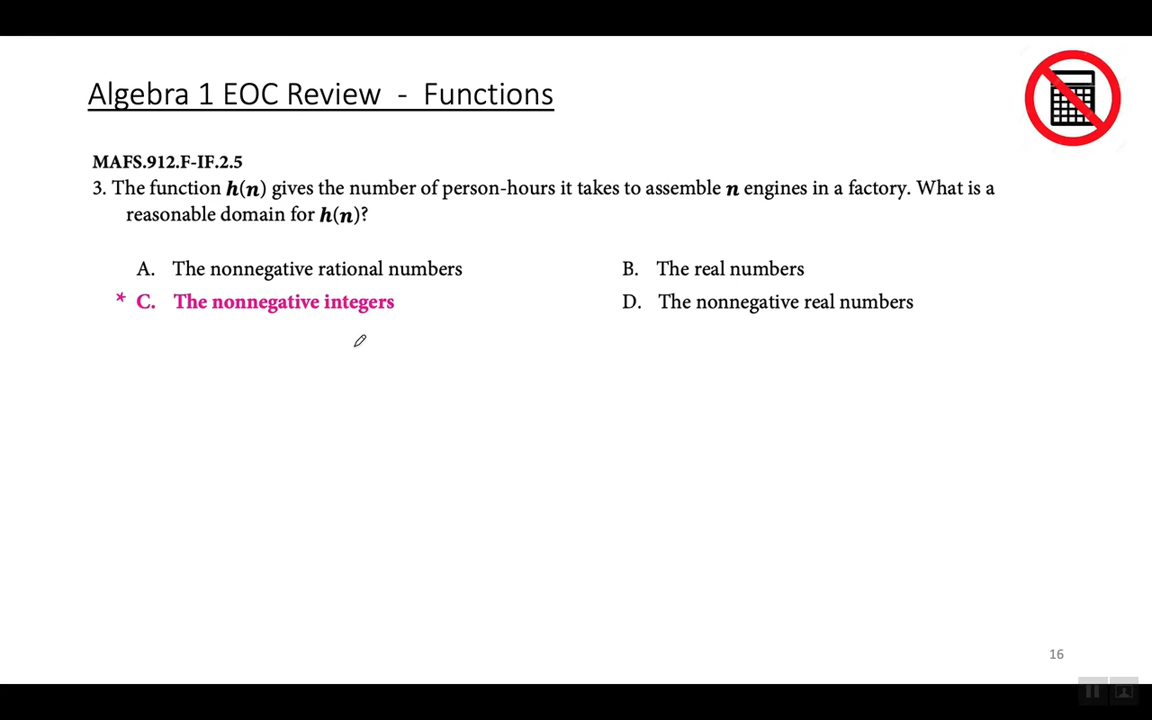 Algebra 1 EOC Review - Functions
MAFS.912.F-IF.2.5
3. The function h(n) gives the number of person-hours it takes to assemble n engines in a factory. What is a
reasonable domain for h(n)?
A. The nonnegative rational numbers
B. The real numbers
* C. The nonnegative integers
D. The nonnegative real numbers
16